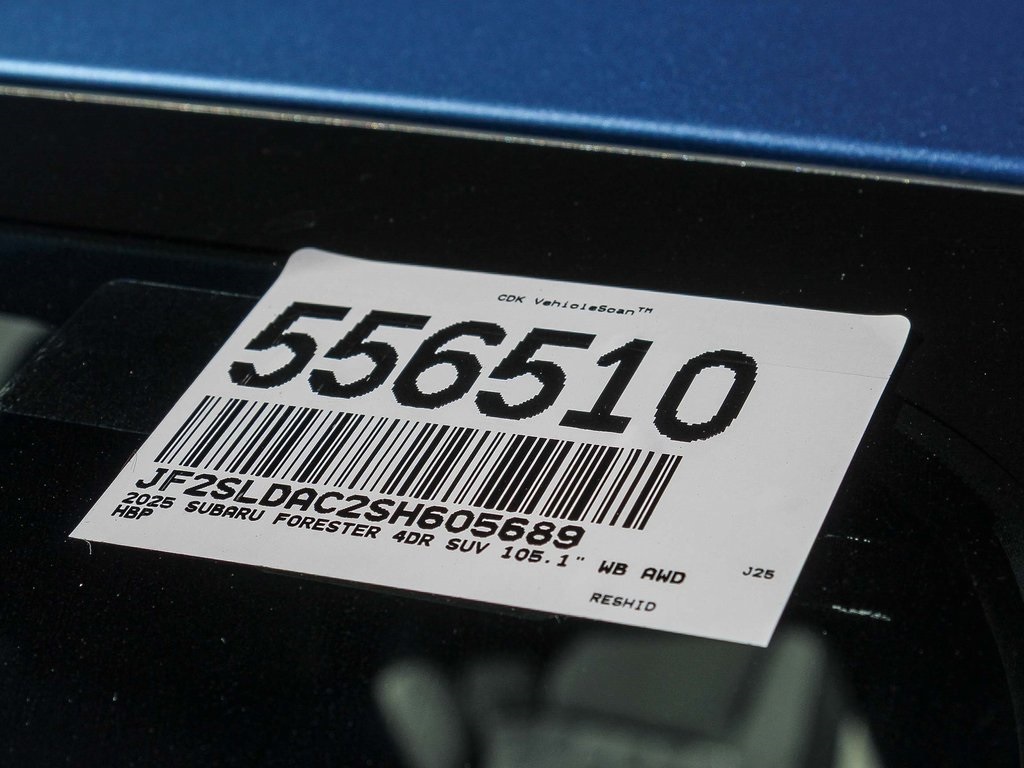 CDK VehicleScan™
556510
JF2SLDAC2SH605689
2025 SUBARU FORESTER 4DR SUV 105.1" WB AWD
HBP
J25
RESHID